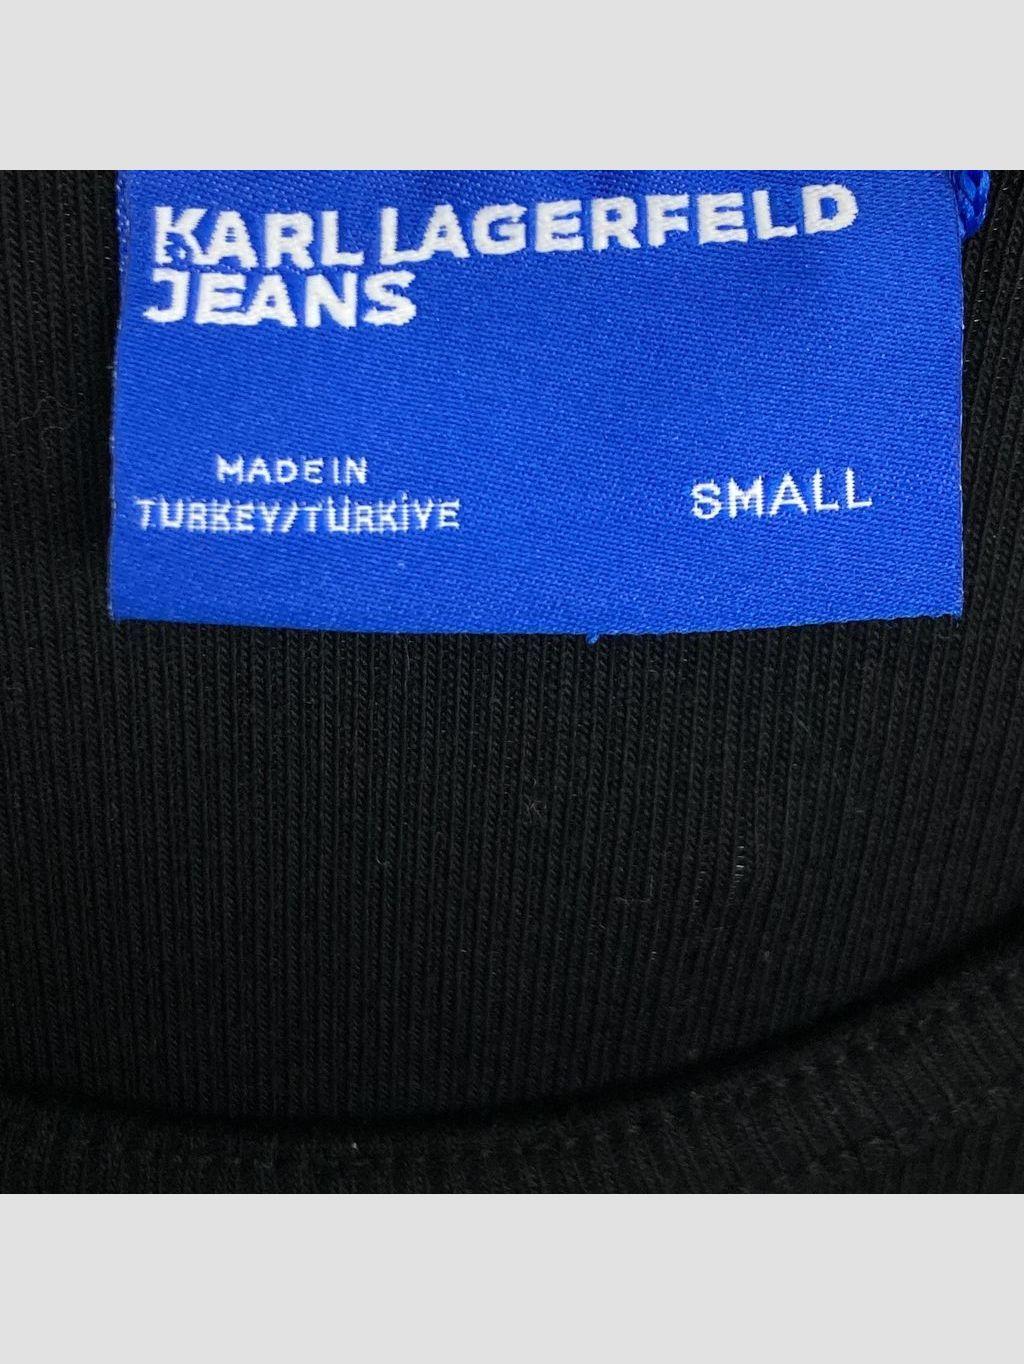 KARL LAGERFELD
JEANS
MADE IN
TURKEY/TÜRKİYE
SMALL